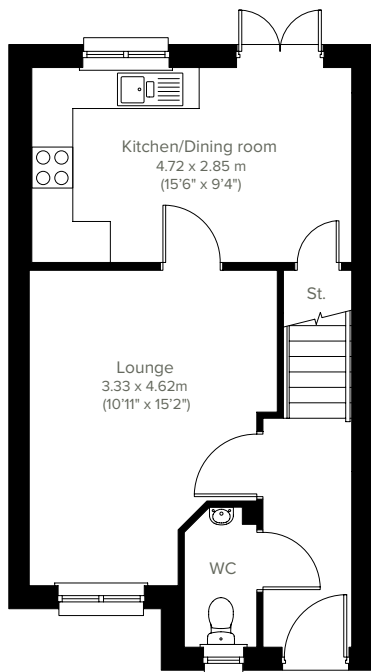 Kitchen/Dining room
4.72 x 2.85 m
(15'6" x 9'4")
St.
Lounge
3.33 x 4.62m
(10'11" x 15'2")
WC